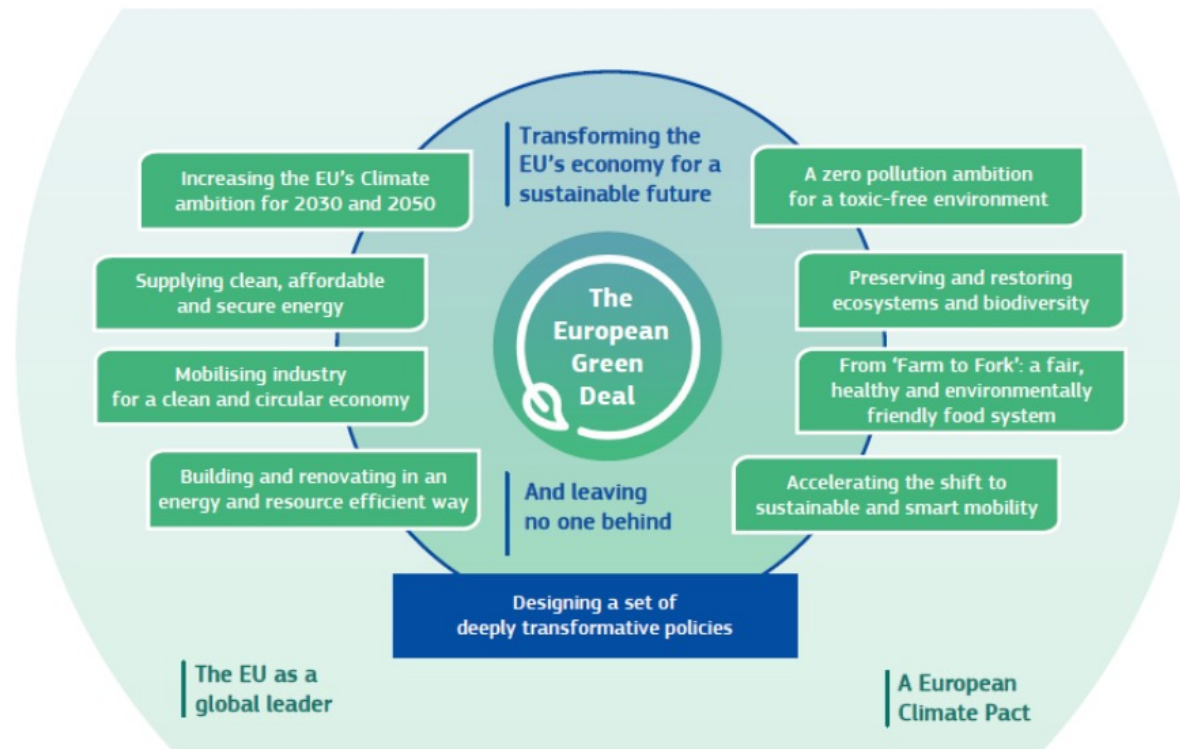 Transforming the
EU's economy for a
sustainable future
Increasing the EU's Climate
ambition for 2030 and 2050
Supplying clean, affordable
and secure energy
Mobilising industry
for a clean and circular economy
Building and renovating in an
energy and resource efficient way
The
European
Green
Deal
A zero pollution ambition
for a toxic-free environment
Preserving and restoring
ecosystems and biodiversity
From ‘Farm to Fork’: a fair,
healthy and environmentally
friendly food system
Accelerating the shift to
sustainable and smart mobility
And leaving
no one behind
Designing a set of
deeply transformative policies
The EU as a
global leader
A European
Climate Pact